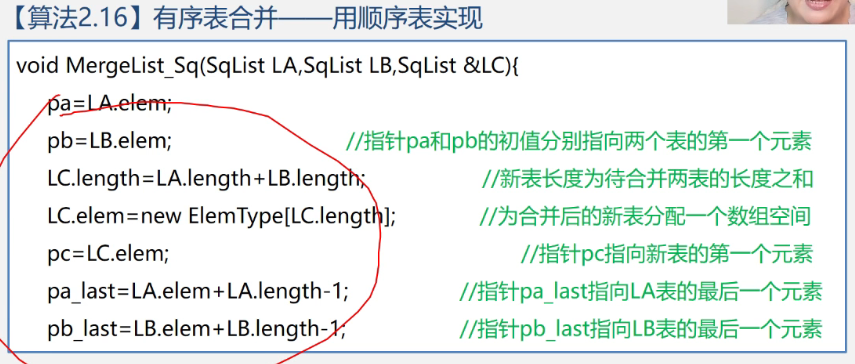 【算法2.16】有序表合并——用顺序表实现
void MergeList_Sq(SqList LA,SqList LB,SqList &LC){
pa=LA.elem;
pb=LB.elem; //指针pa和pb的初值分别指向两个表的第一个元素
LC.length=LA.length+LB.length; //新表长度为待合并两表的长度之和
LC.elem=new ElemType[LC.length]; //为合并后的新表分配一个数组空间
pc=LC.elem; //指针pc指向新表的第一个元素
pa_last=LA.elem+LA.length-1; //指针pa_last指向LA表的最后一个元素
pb_last=LB.elem+LB.length-1; //指针pb_last指向LB表的最后一个元素